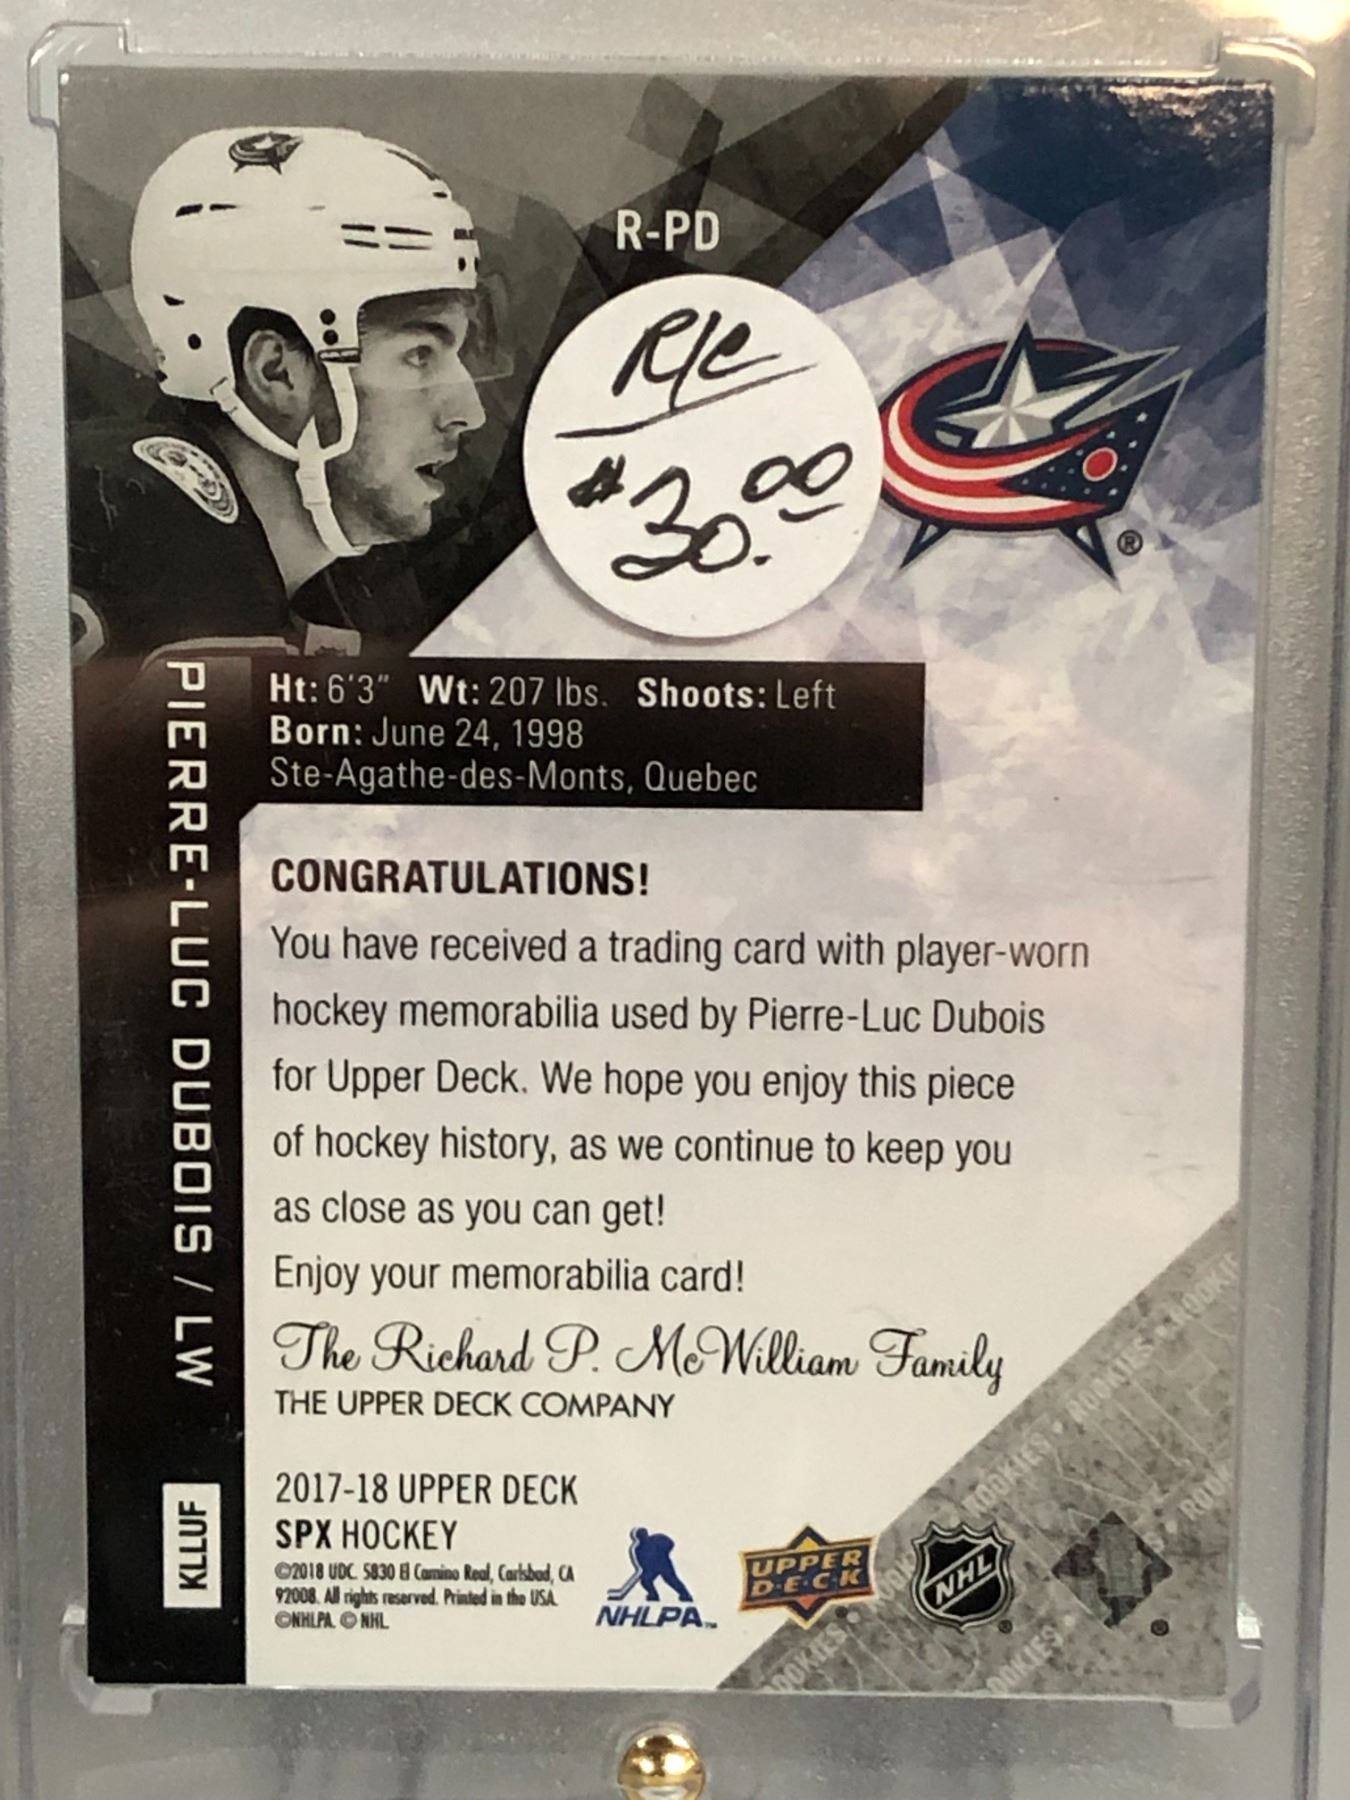 R-PD
R/C
#30.00
Ht: 6'3" Wt: 207 lbs. Shoots: Left
Born: June 24, 1998
Ste-Agathe-des-Monts, Quebec
PIERRE-LUC DUBOIS / LW
CONGRATULATIONS!
You have received a trading card with player-worn
hockey memorabilia used by Pierre-Luc Dubois
for Upper Deck. We hope you enjoy this piece
of hockey history, as we continue to keep you
as close as you can get!
Enjoy your memorabilia card!
The Richard P. McWilliam Family
THE UPPER DECK COMPANY
KLLUF
2017-18 UPPER DECK
SPX HOCKEY
©2018 UDC. 5830 El Camino Real, Carlsbad, CA
92008. All rights reserved. Printed in the USA.
©NHLPA. © NHL
NHLPA™
UPPER
DECK
NHL
ROOKIES • ROOKIES • ROOKIE
ROOKIES